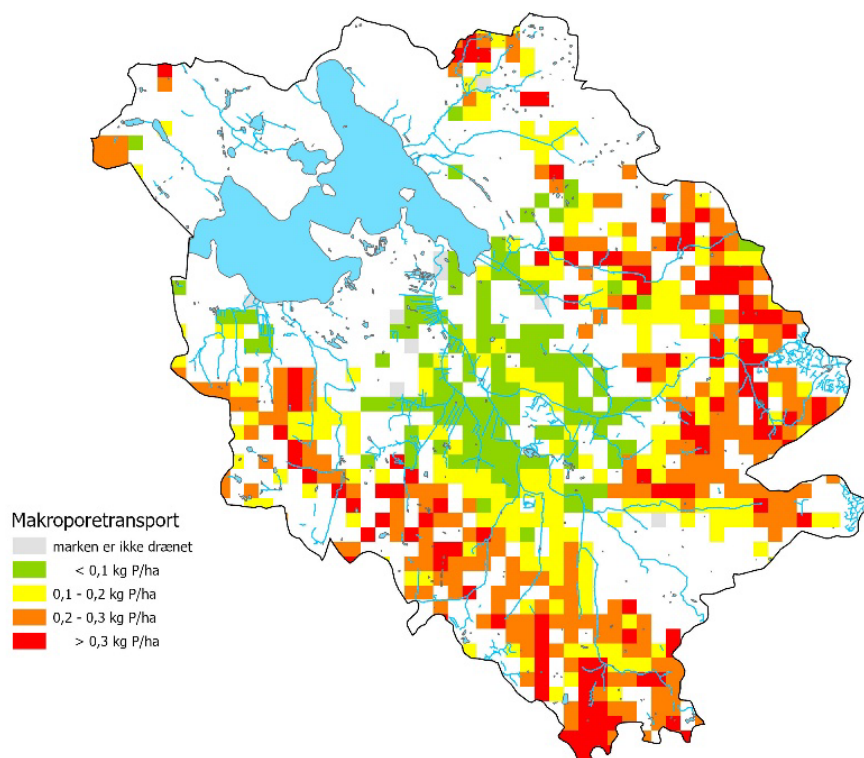 Makroporetransport
marken er ikke drænet
< 0,1 kg P/ha
0,1 - 0,2 kg P/ha
0,2 - 0,3 kg P/ha
> 0,3 kg P/ha